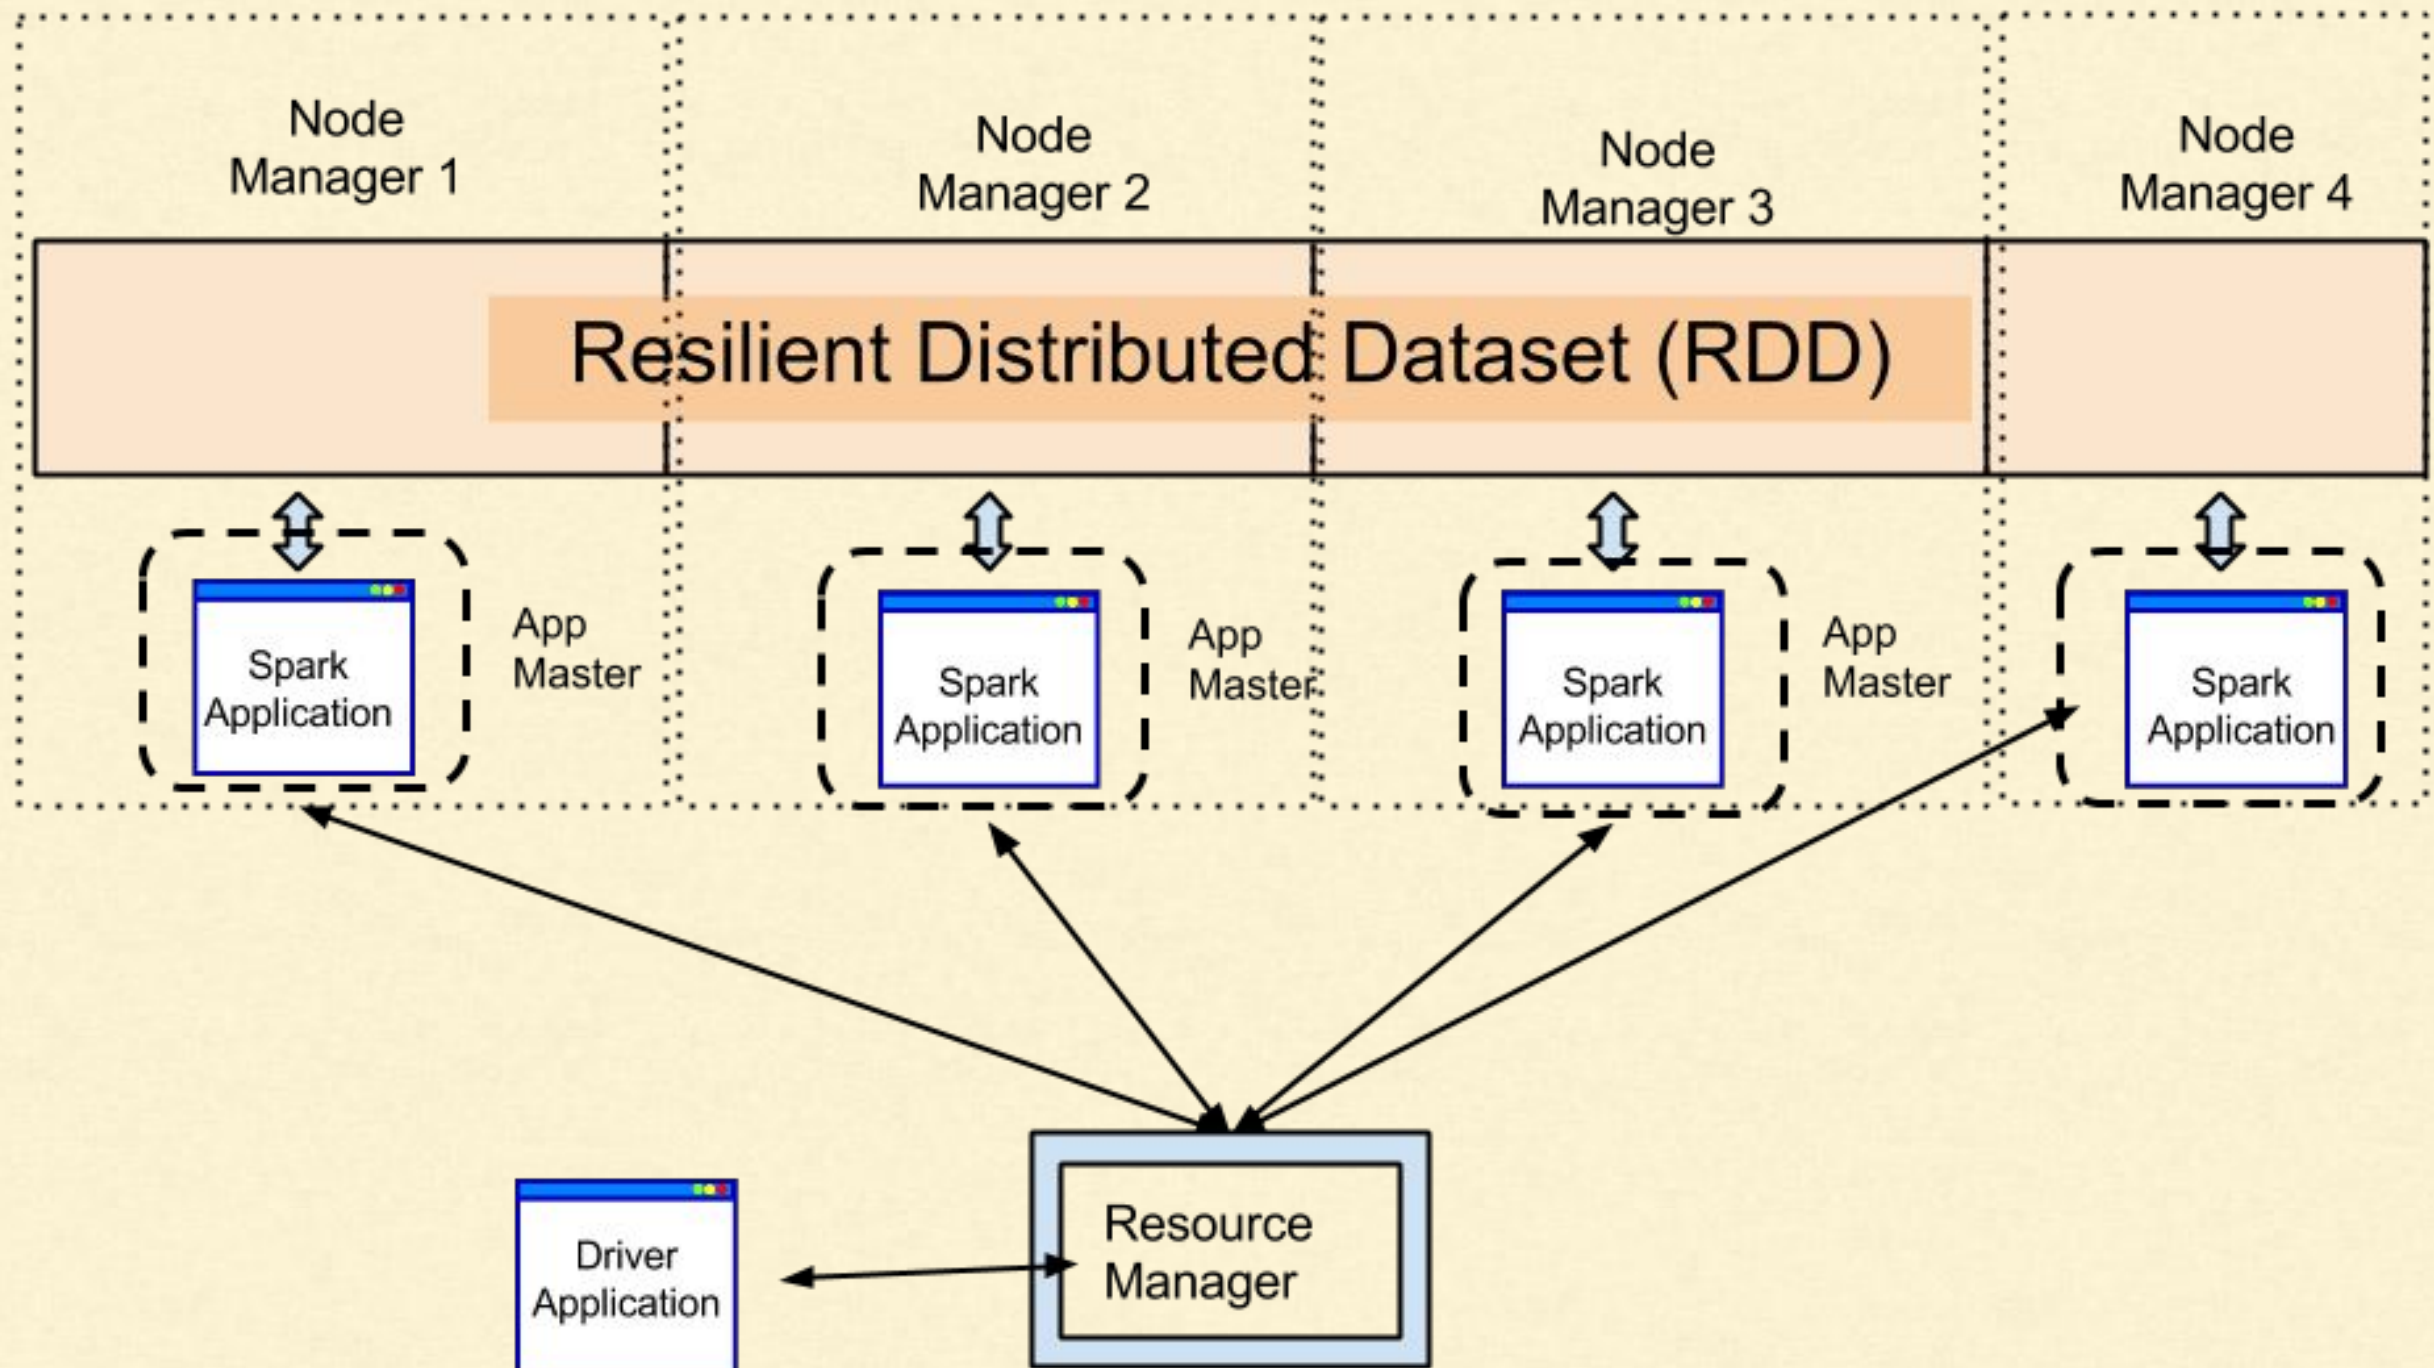 Node
Manager 1
Node
Manager 2
Node
Manager 3
Node
Manager 4
Resilient Distributed Dataset (RDD)
Spark
Application
App
Master
Spark
Application
App
Master
Spark
Application
App
Master
Spark
Application
Driver
Application
Resource
Manager